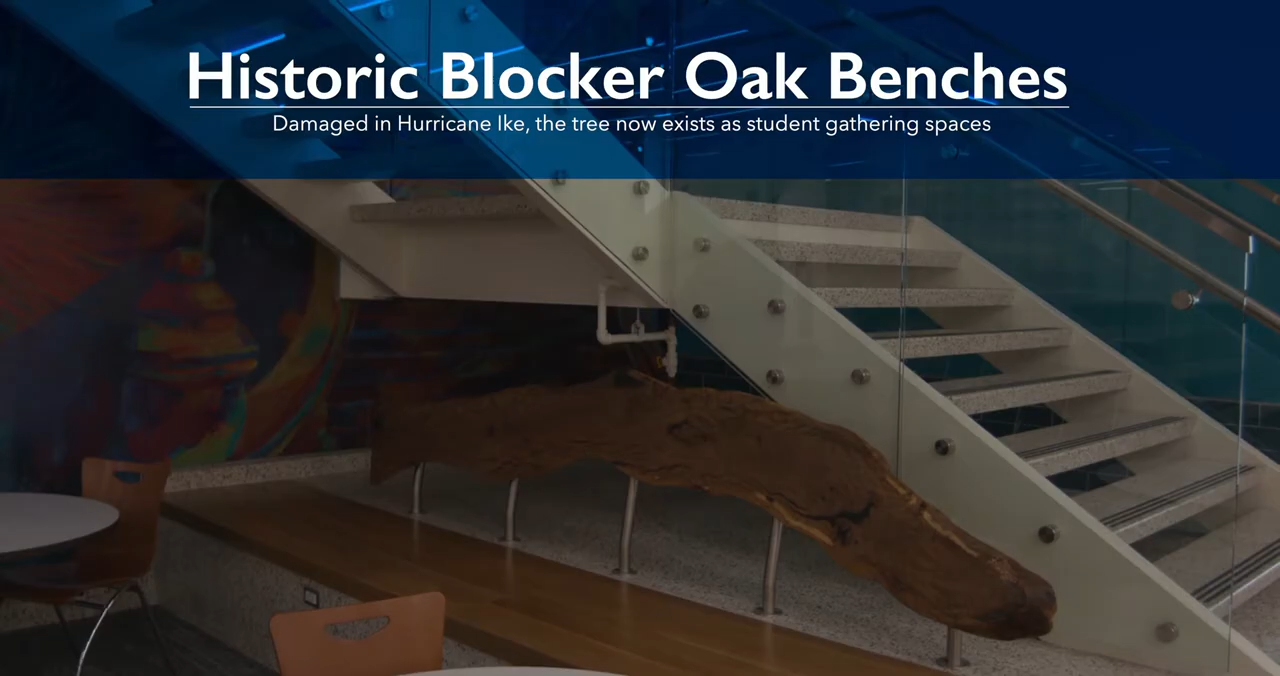 Historic Blocker Oak Benches
Damaged in Hurricane Ike, the tree now exists as student gathering spaces